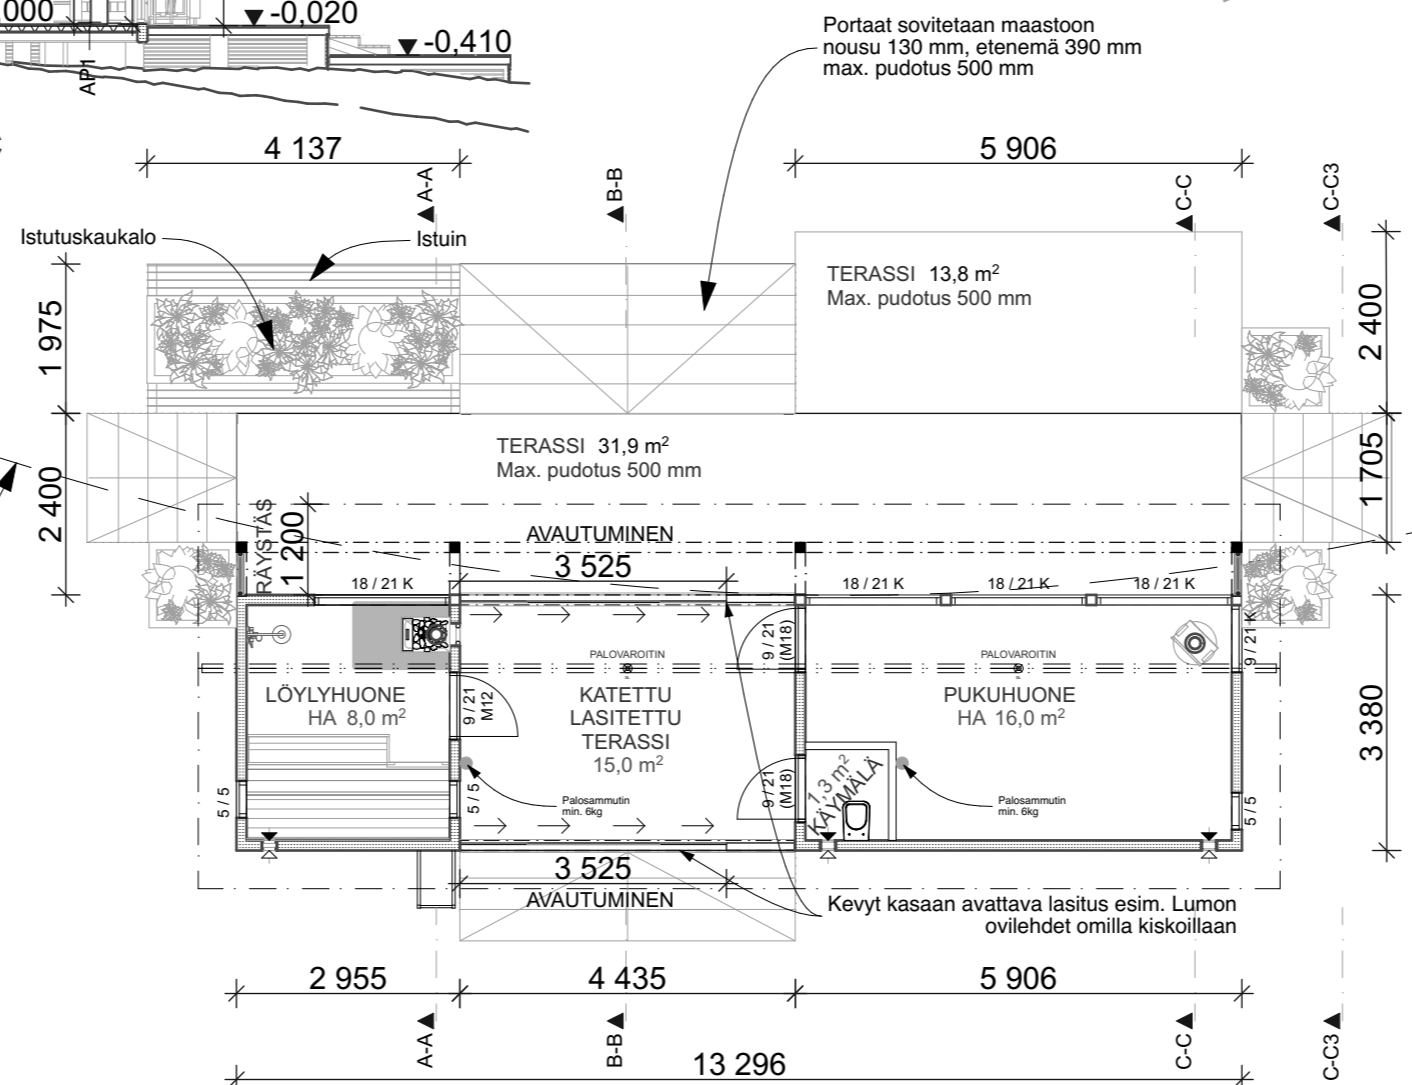 ,000
-0,020
-0,410
AP1
Portaat sovitetaan maastoon
nousu 130 mm, etenemä 390 mm
max. pudotus 500 mm
4 137
5 906
A-A
B-B
C-C
C-C3
Istutuskaukalo
Istuin
TERASSI 13,8 m²
Max. pudotus 500 mm
1 975
2 400
TERASSI 31,9 m²
Max. pudotus 500 mm
2 400
1 705
RÄYSTÄS
1 200
AVAUTUMINEN
3 525
18 / 21 K
18 / 21 K
18 / 21 K
18 / 21 K
9 / 21
(M18)
9 / 21 K
PALOVAROITIN
PALOVAROITIN
LÖYLYHUONE
HA 8,0 m²
9 / 21
M12
KATETTU
LASITETTU
TERASSI
15,0 m²
PUKUHUONE
HA 16,0 m²
3 380
5 / 5
5 / 5
Palosammutin
min. 6kg
9 / 21
(M18)
1,3 m²
KÄYMÄLÄ
Palosammutin
min. 6kg
5 / 5
3 525
AVAUTUMINEN
Kevyt kasaan avattava lasitus esim. Lumon
ovilehdet omilla kiskoillaan
2 955
4 435
5 906
A-A
B-B
C-C
C-C3
13 296